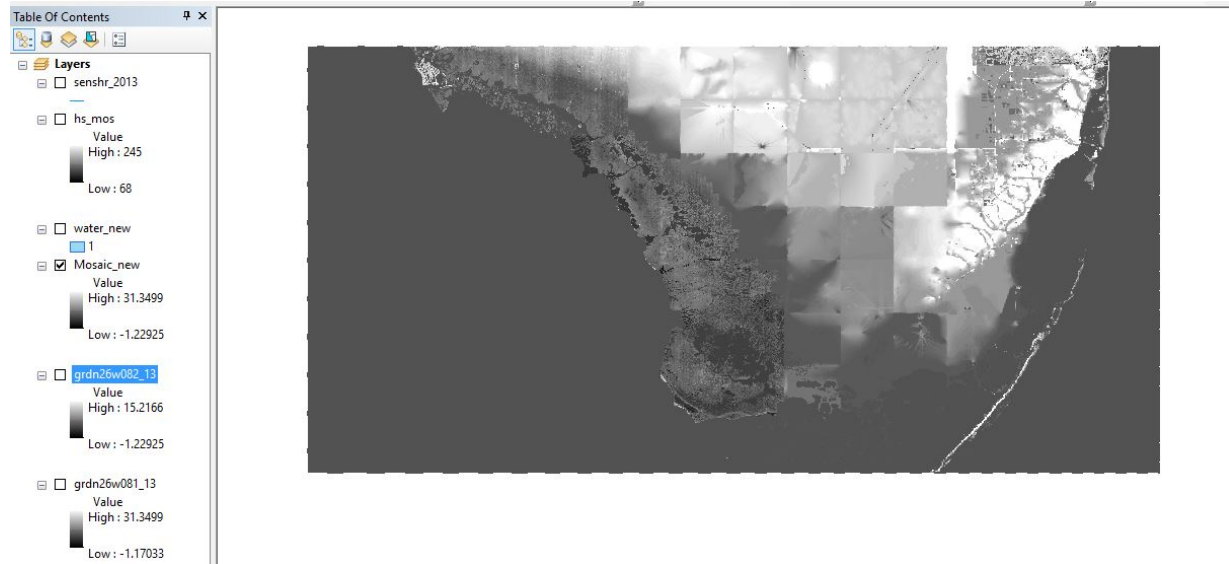 Table Of Contents
Layers
senshr_2013
hs_mos
Value
High : 245
Low : 68
water_new
1
Mosaic_new
Value
High : 31.3499
Low : -1.22925
grdn26w082_13
Value
High : 15.2166
Low : -1.22925
grdn26w081_13
Value
High : 31.3499
Low : -1.17033